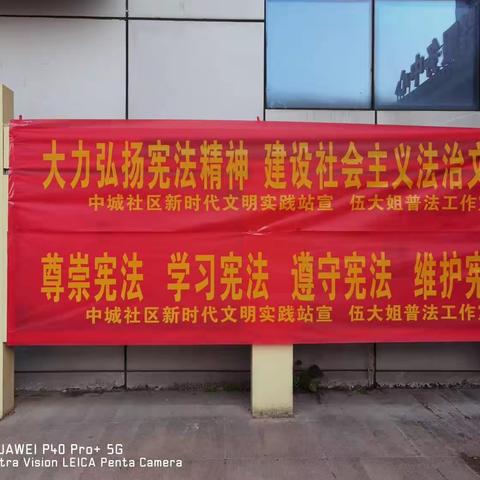 大力弘扬宪法精神 建设社会主义法治文
中城社区新时代文明实践站宣 伍大姐普法工作
尊崇宪法 学习宪法 遵守宪法 维护宪
中城社区新时代文明实践站宣 伍大姐普法工作
UAWEI P40 Pro+ 5G
tra Vision LEICA Penta Camera